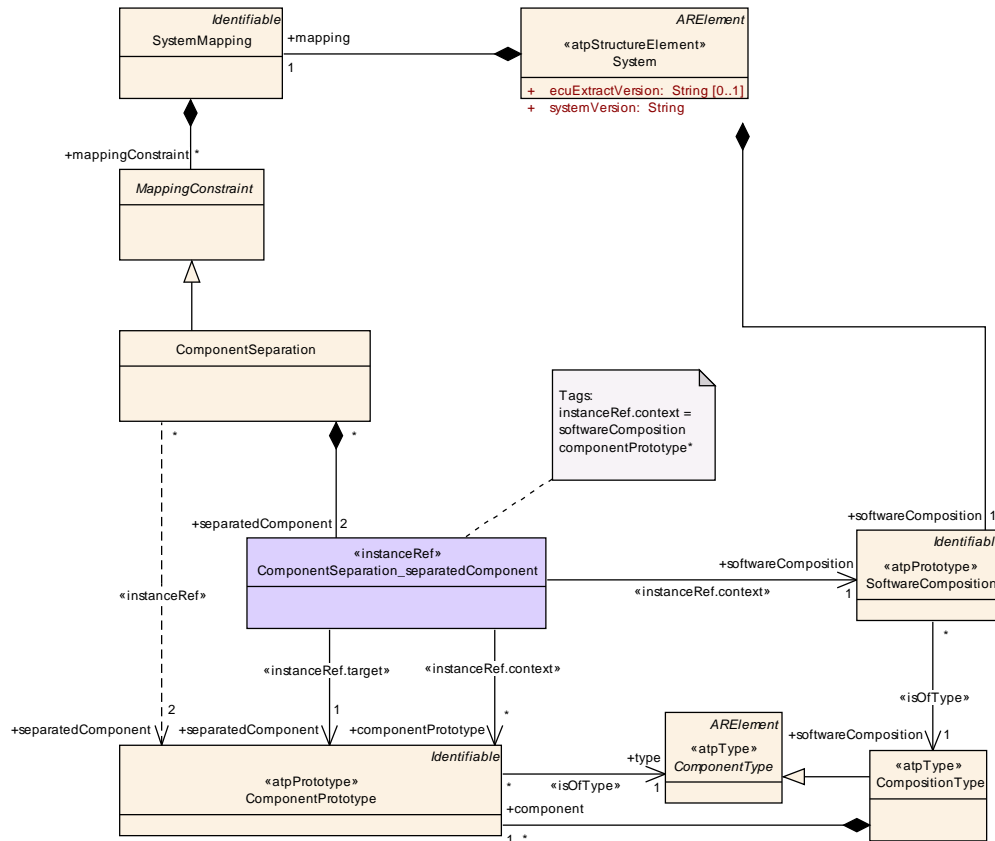 Identifiable
SystemMapping
+mapping
1
ARElement
«atpStructureElement»
System
+ ecuExtractVersion: String [0..1]
+ systemVersion: String
+mappingConstraint
*
MappingConstraint
ComponentSeparation
Tags:
instanceRef.context =
softwareComposition
componentPrototype*
*
*
+separatedComponent
2
+softwareComposition
1
«instanceRef»
ComponentSeparation_separatedComponent
+softwareComposition
«instanceRef.context»
1
Identifiable
«atpPrototype»
SoftwareComposition
«instanceRef»
*
«instanceRef.target»
«instanceRef.context»
«isOfType»
2
1
*
+separatedComponent
+separatedComponent
+componentPrototype
+softwareComposition
1
Identifiable
«atpPrototype»
ComponentPrototype
+type
*
«isOfType»
1
ARElement
«atpType»
ComponentType
«atpType»
CompositionType
+component
1..*